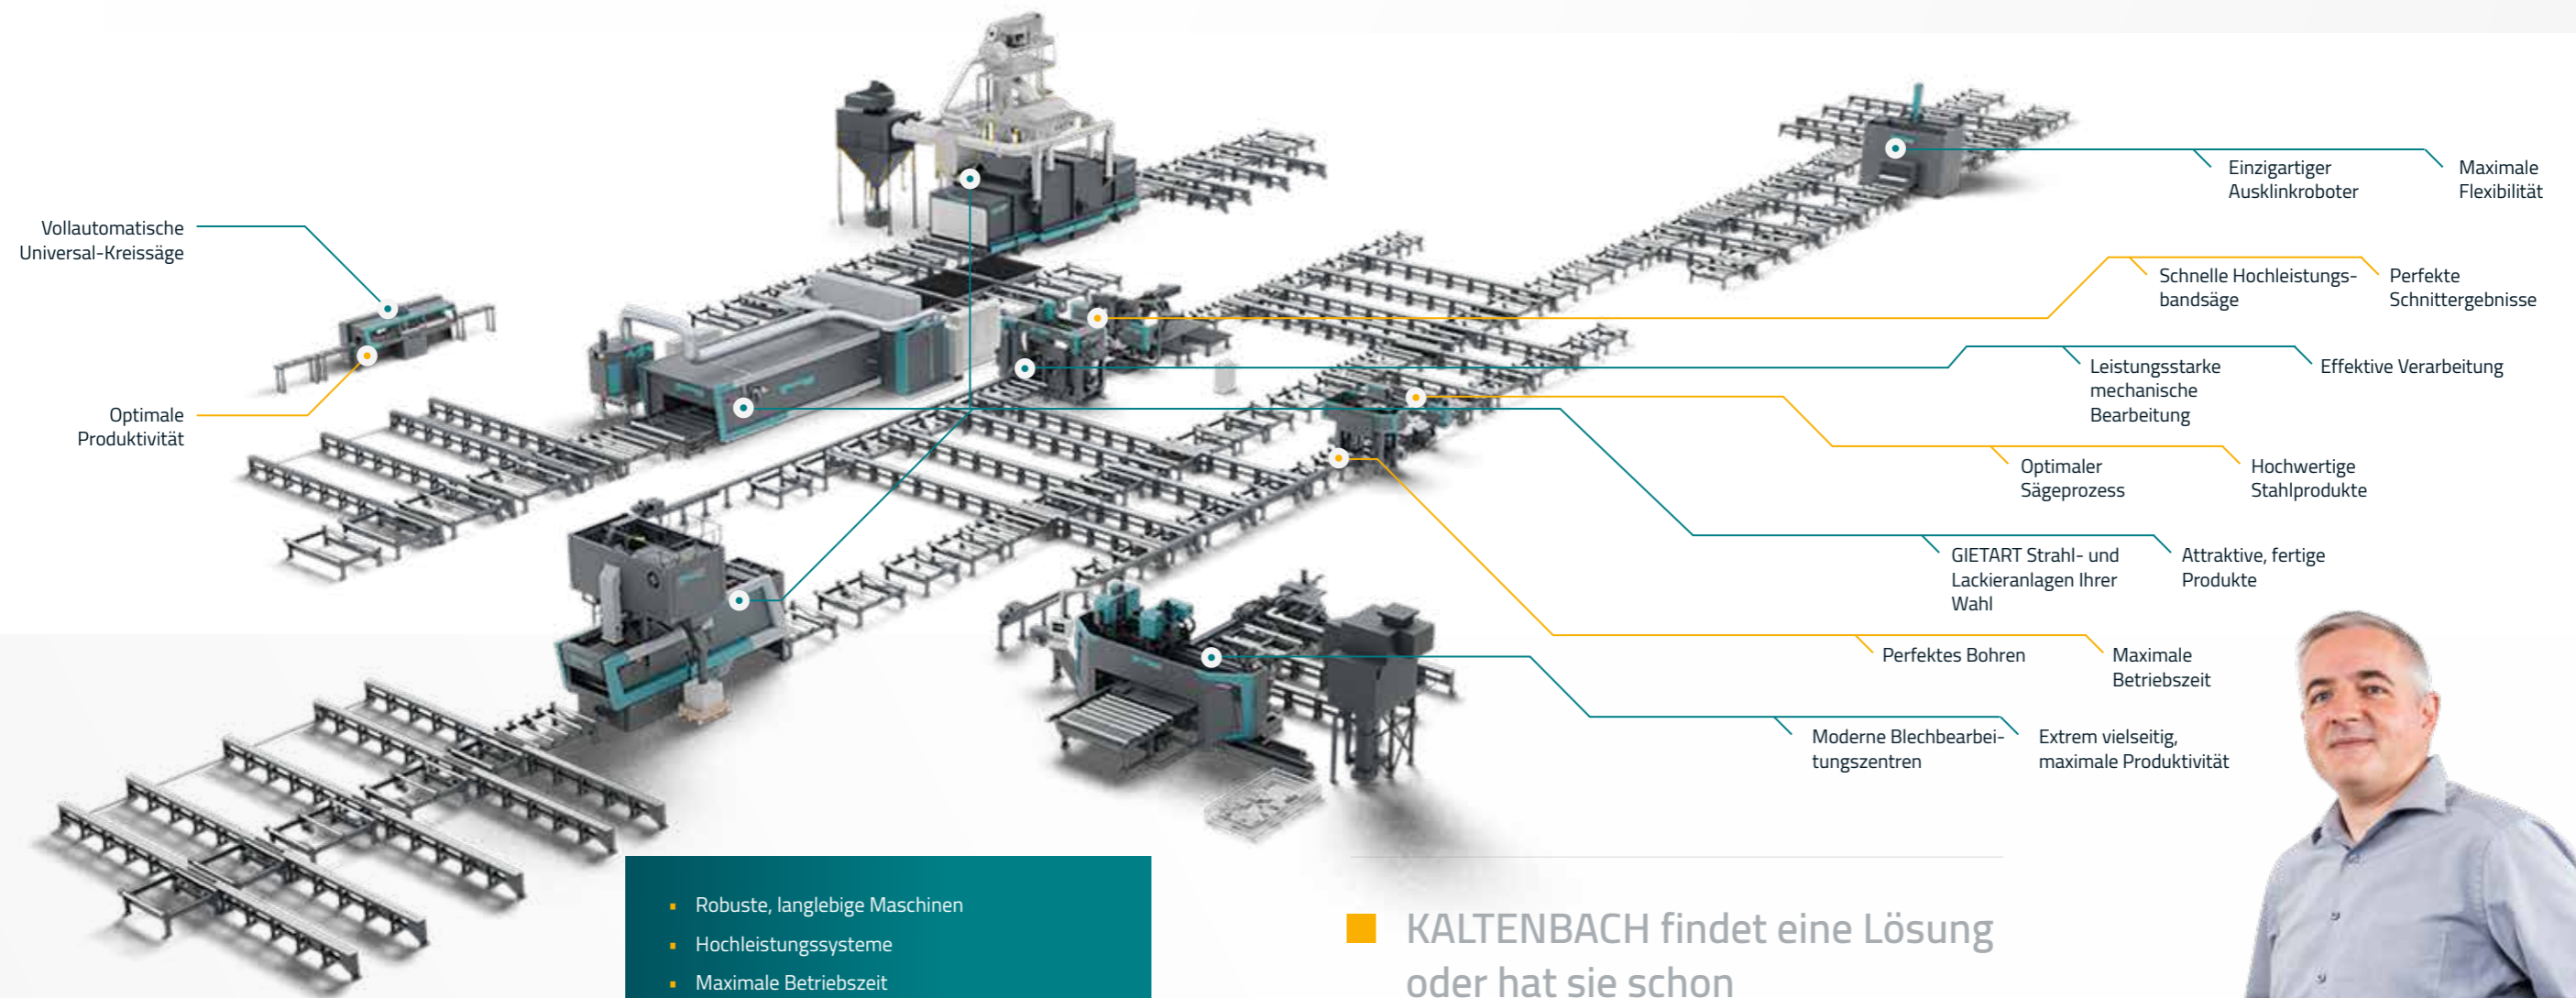 Vollautomatische
Universal-Kreissäge
Optimale
Produktivität
Einzigartiger
Ausklinkroboter
Maximale
Flexibilität
Schnelle Hochleistungs-
bandsäge
Perfekte
Schnittergebnisse
Leistungsstarke
mechanische
Bearbeitung
Effektive Verarbeitung
Optimaler
Sägeprozess
Hochwertige
Stahlprodukte
GIETART Strahl- und
Lackieranlagen Ihrer
Wahl
Attraktive, fertige
Produkte
Perfektes Bohren
Maximale
Betriebszeit
Moderne Blechbearbei-
tungszentren
Extrem vielseitig,
maximale Produktivität
Robuste, langlebige Maschinen
Hochleistungssysteme
Maximale Betriebszeit
KALTENBACH findet eine Lösung
oder hat sie schon